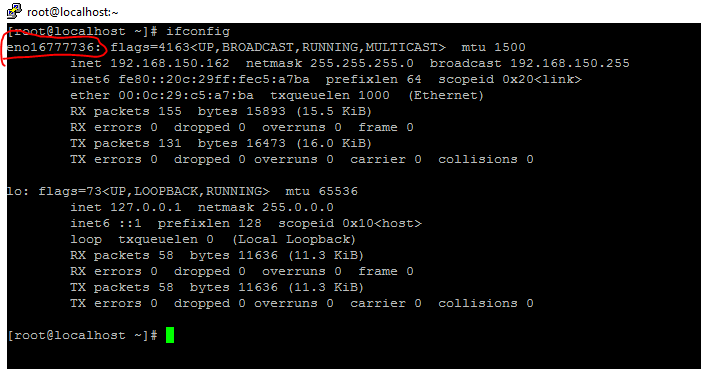 root@localhost:~
[root@localhost ~]# ifconfig
eno16777736: flags=4163<UP,BROADCAST,RUNNING,MULTICAST>  mtu 1500
        inet 192.168.150.162  netmask 255.255.255.0  broadcast 192.168.150.255
        inet6 fe80::20c:29ff:fec5:a7ba  prefixlen 64  scopeid 0x20<link>
        ether 00:0c:29:c5:a7:ba  txqueuelen 1000  (Ethernet)
        RX packets 155  bytes 15893 (15.5 KiB)
        RX errors 0  dropped 0  overruns 0  frame 0
        TX packets 131  bytes 16473 (16.0 KiB)
        TX errors 0  dropped 0 overruns 0  carrier 0  collisions 0
lo: flags=73<UP,LOOPBACK,RUNNING>  mtu 65536
        inet 127.0.0.1  netmask 255.0.0.0
        inet6 ::1  prefixlen 128  scopeid 0x10<host>
        loop  txqueuelen 0  (Local Loopback)
        RX packets 58  bytes 11636 (11.3 KiB)
        RX errors 0  dropped 0  overruns 0  frame 0
        TX packets 58  bytes 11636 (11.3 KiB)
        TX errors 0  dropped 0 overruns 0  carrier 0  collisions 0
[root@localhost ~]#